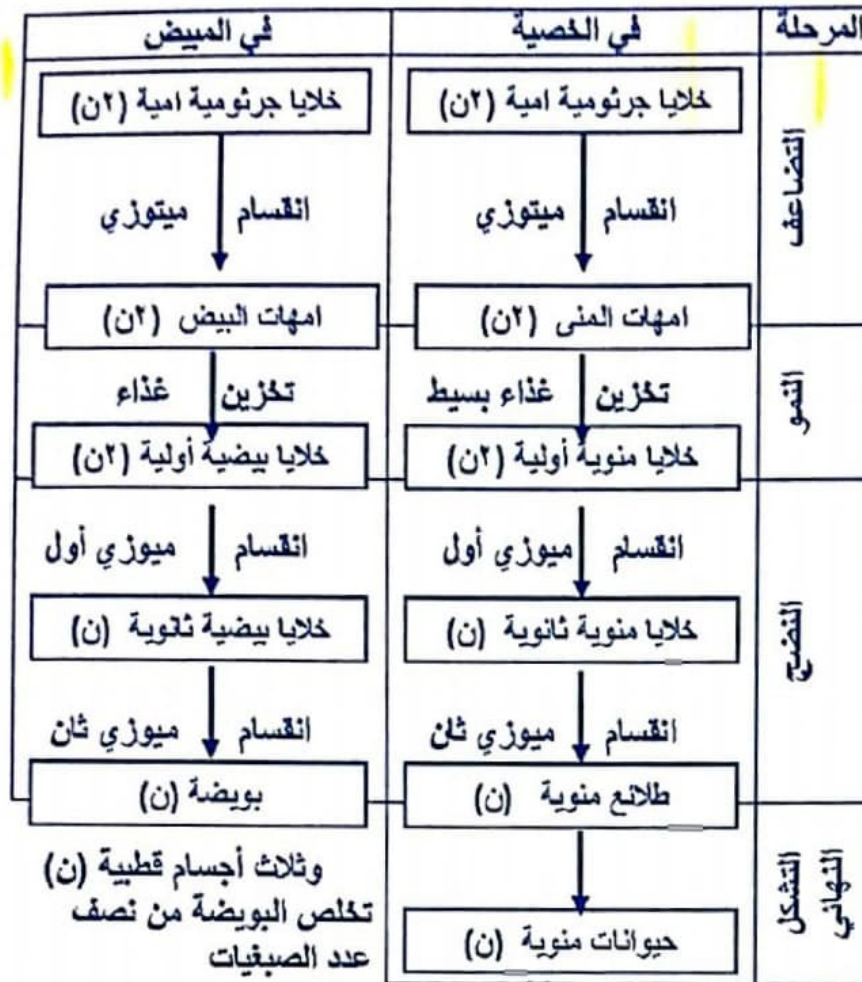 المرحلة في الخصية في المبيض
التضاعف
خلايا جرثومية امية (٢ن) خلايا جرثومية امية (٢ن)
انقسام ميتوزي انقسام ميتوزي
امهات المنى (٢ن) امهات البيض (٢ن)
النمو
تخزين غذاء بسيط تخزين غذاء
خلايا منوية أولية (٢ن) خلايا بيضية أولية (٢ن)
النضج
انقسام ميوزي أول انقسام ميوزي أول
خلايا منوية ثانوية (ن) خلايا بيضية ثانوية (ن)
انقسام ميوزي ثان انقسام ميوزي ثان
طلائع منوية (ن) بويضة (ن)
التشكل
النهائي
حيوانات منوية (ن)
وثلاث أجسام قطبية (ن)
تخلص البويضة من نصف
عدد الصبغيات